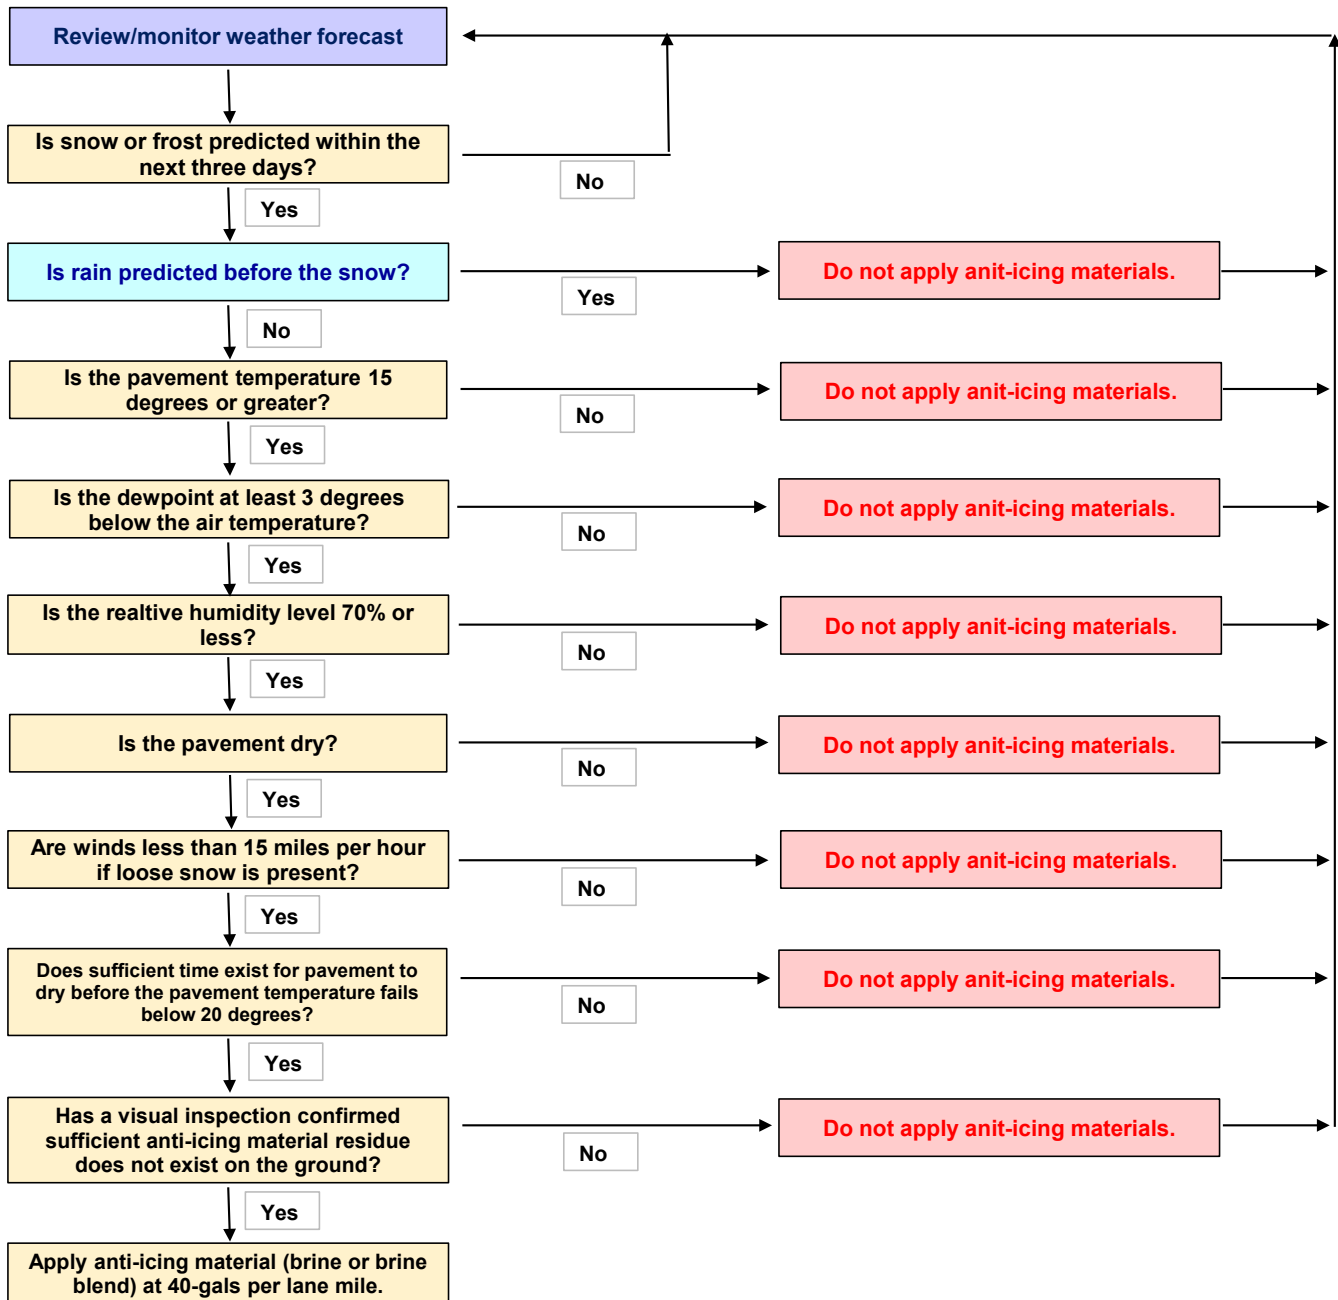 Review/monitor weather forecast
Is snow or frost predicted within the
next three days?
No
Yes
Is rain predicted before the snow?
Do not apply anit-icing materials.
Yes
No
Is the pavement temperature 15
degrees or greater?
Do not apply anit-icing materials.
No
Yes
Is the dewpoint at least 3 degrees
below the air temperature?
Do not apply anit-icing materials.
No
Yes
Is the realtive humidity level 70% or
less?
Do not apply anit-icing materials.
No
Yes
Is the pavement dry?
Do not apply anit-icing materials.
No
Yes
Are winds less than 15 miles per hour
if loose snow is present?
Do not apply anit-icing materials.
No
Yes
Does sufficient time exist for pavement to
dry before the pavement temperature fails
below 20 degrees?
Do not apply anit-icing materials.
No
Yes
Has a visual inspection confirmed
sufficient anti-icing material residue
does not exist on the ground?
Do not apply anit-icing materials.
No
Yes
Apply anti-icing material (brine or brine
blend) at 40-gals per lane mile.